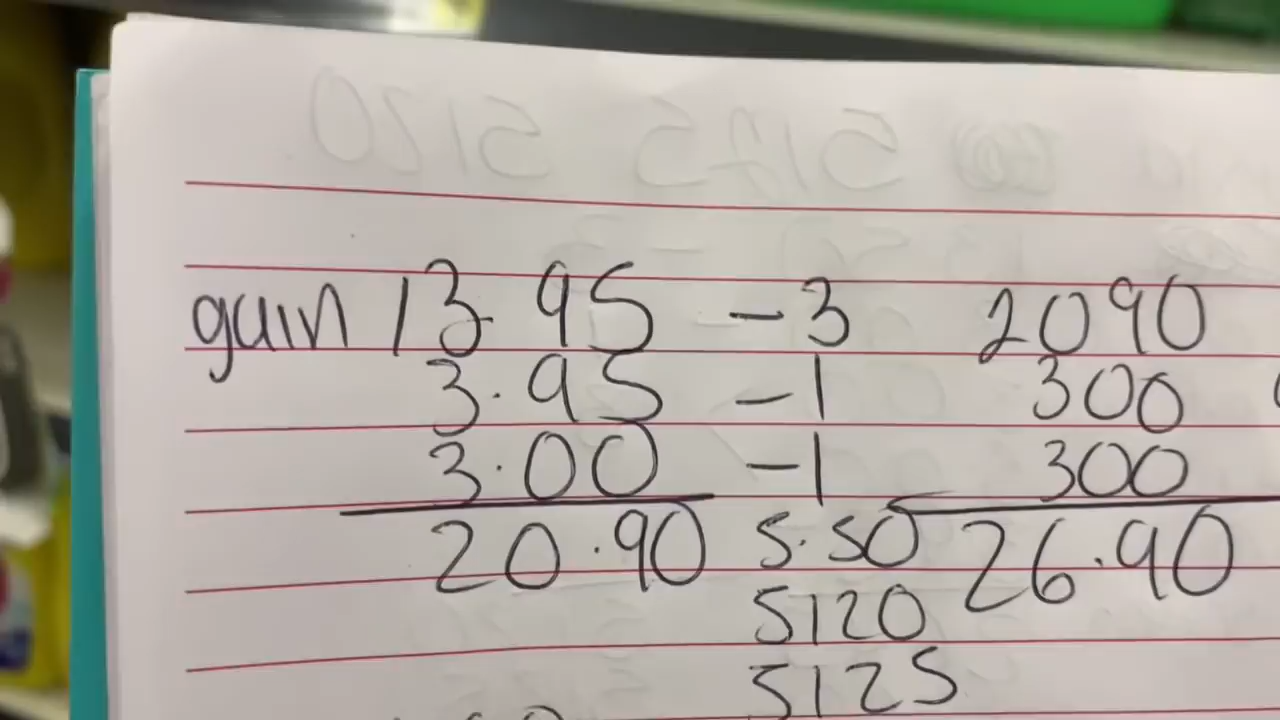 gain 13.95 -3 2090
3.95 -1 300
3.00 -1 300
20.90 5.50 26.90
5120
5125